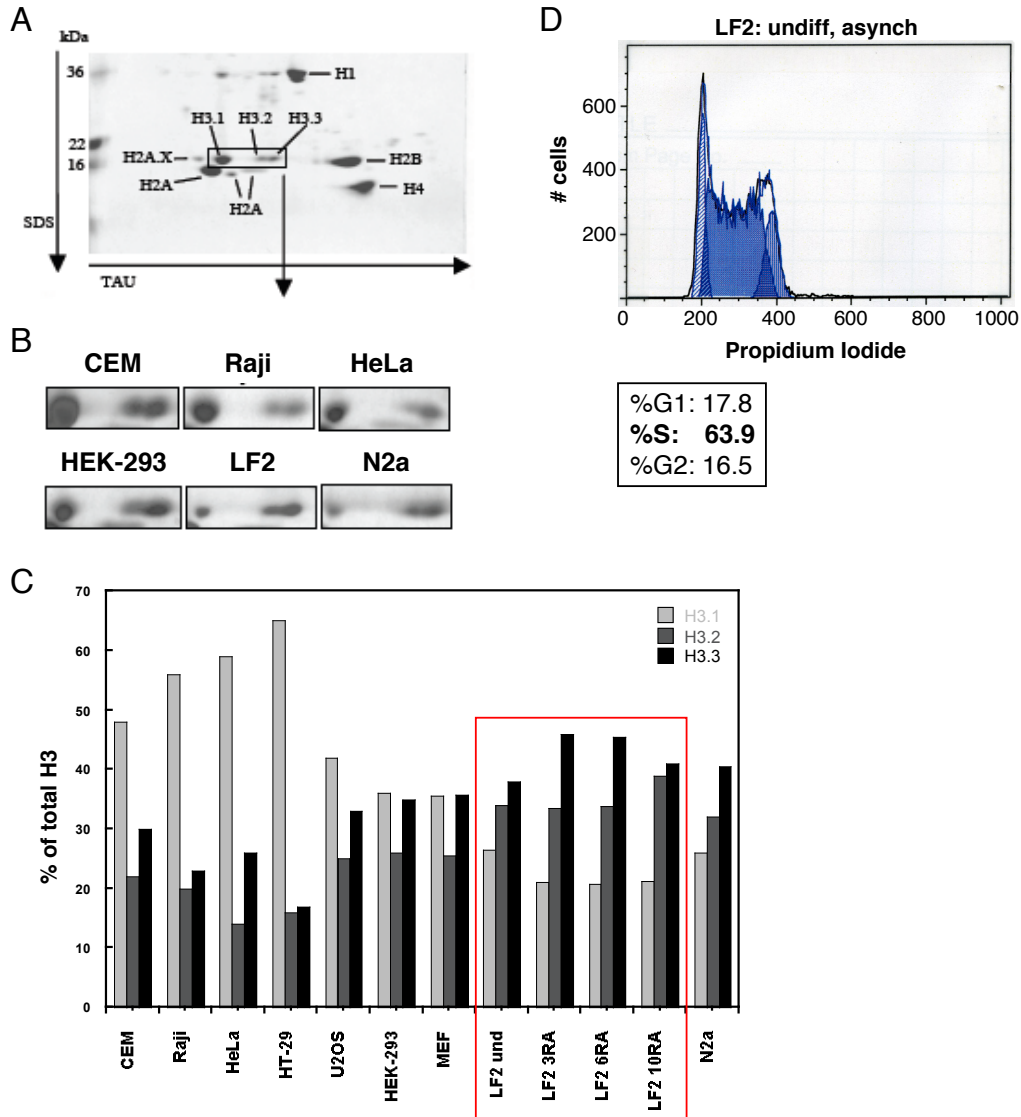 A
kDa
36
22
16
SDS
TAU
H1
H3.1 H3.2 H3.3
H2A.X
H2A
H2A
H2B
H4
B
CEM Raji HeLa
HEK-293 LF2 N2a
C
% of total H3
70
60
50
40
30
20
10
0
H3.1
H3.2
H3.3
CEM
Raji
HeLa
HT-29
U2OS
HEK-293
MEF
LF2 und
LF2 3RA
LF2 6RA
LF2 10RA
N2a
D
LF2: undiff, asynch
# cells
600
400
200
0 200 400 600 800 1000
Propidium Iodide
%G1: 17.8
%S: 63.9
%G2: 16.5